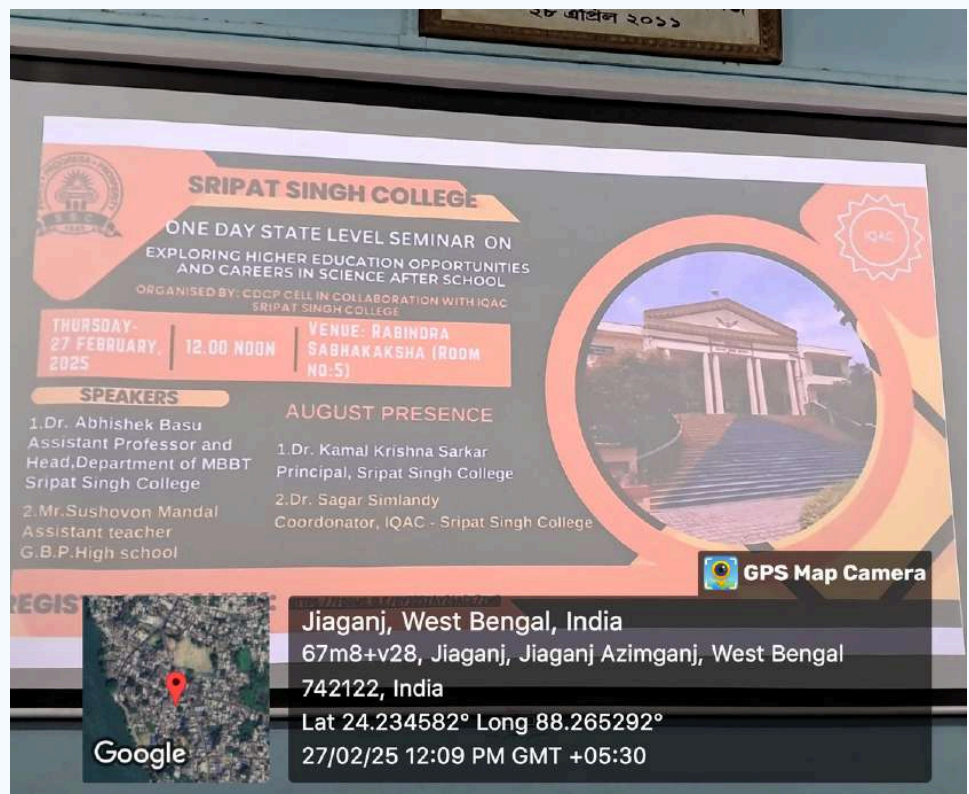 ২৮ এপ্রিল ২০১১
SRIPAT SINGH COLLEGE
ONE DAY STATE LEVEL SEMINAR ON
EXPLORING HIGHER EDUCATION OPPORTUNITIES
AND CAREERS IN SCIENCE AFTER SCHOOL
ORGANISED BY: CDCP CELL IN COLLABORATION WITH IQAC
SRIPAT SINGH COLLEGE
IQAC
THURSDAY-
27 FEBRUARY,
2025
12.00 NOON
VENUE: RABINDRA
SABHAKAKSHA (ROOM
NO:5)
SPEAKERS
1.Dr. Abhishek Basu
Assistant Professor and
Head,Department of MBBT
Sripat Singh College
2.Mr.Sushovon Mandal
Assistant teacher
G.B.P.High school
AUGUST PRESENCE
1.Dr. Kamal Krishna Sarkar
Principal, Sripat Singh College
2.Dr. Sagar Simlandy
Coordonator, IQAC - Sripat Singh College
GPS Map Camera
Jiaganj, West Bengal, India
67m8+v28, Jiaganj, Jiaganj Azimganj, West Bengal
742122, India
Lat 24.234582° Long 88.265292°
27/02/25 12:09 PM GMT +05:30
Google